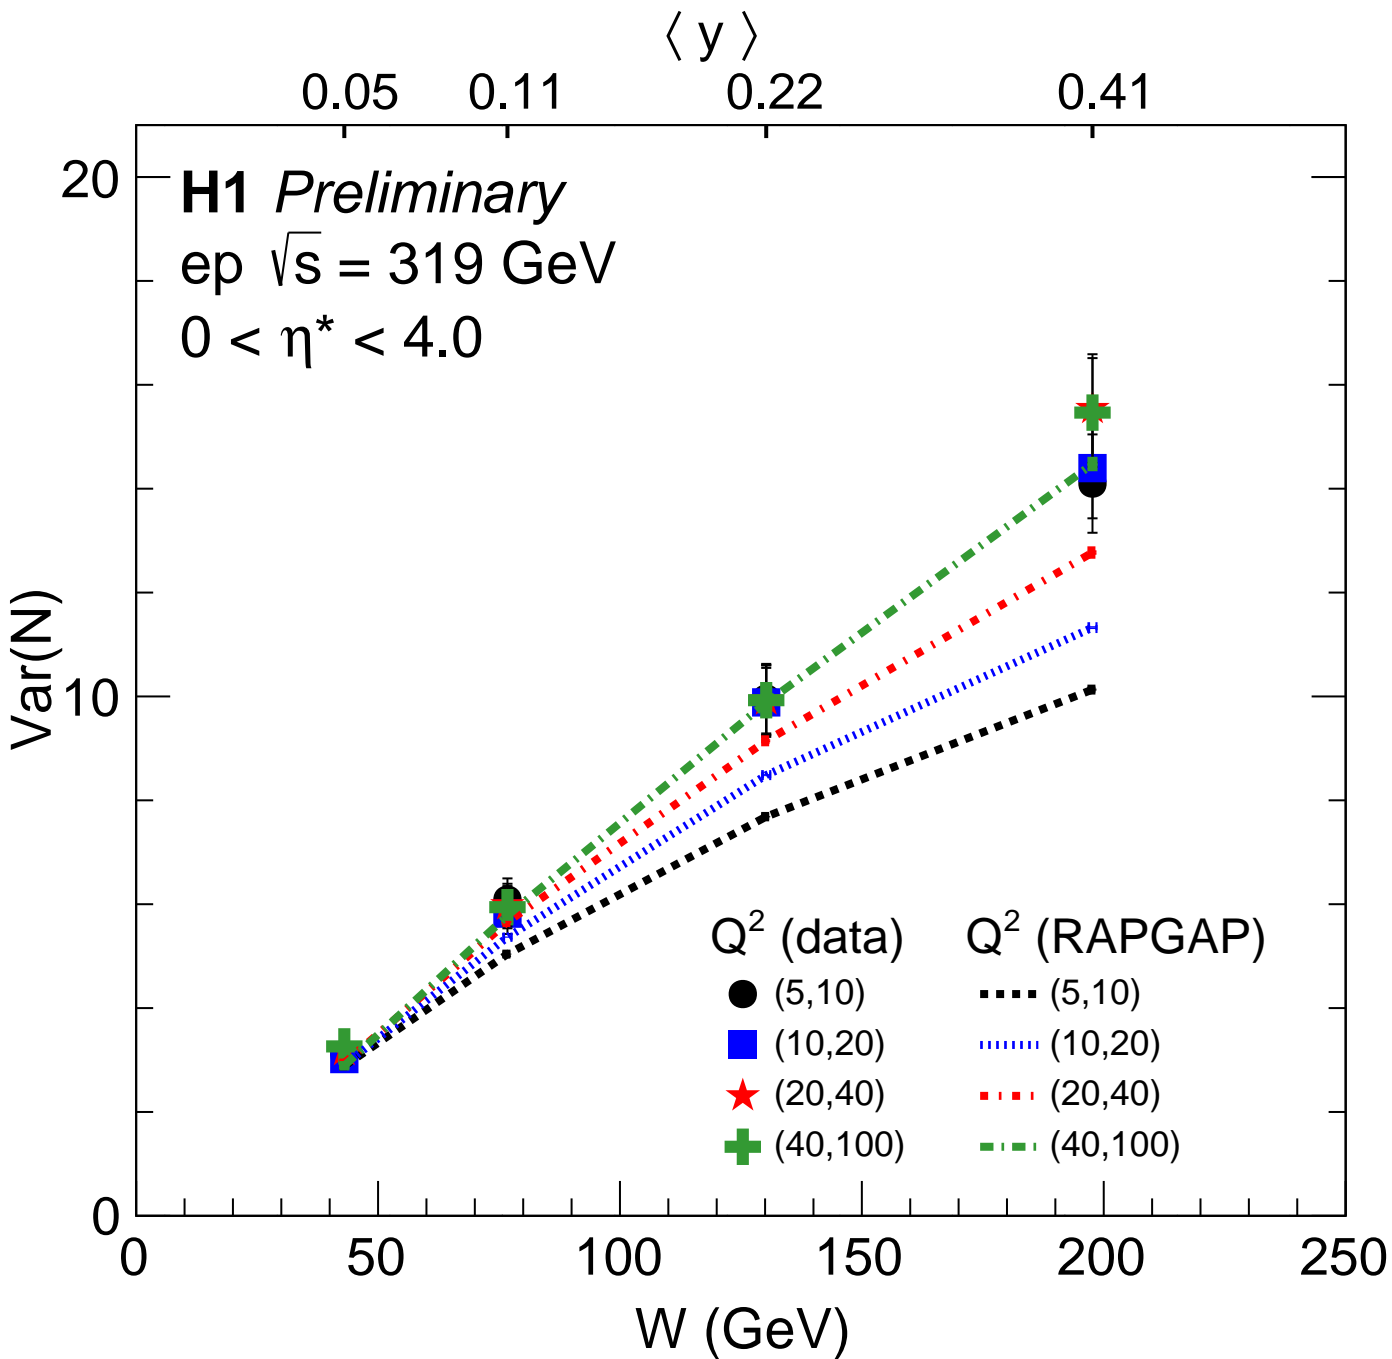 ⟨ y ⟩
0.05 0.11 0.22 0.41
H1 Preliminary
ep √s = 319 GeV
0 < η* < 4.0
Var(N)
20
10
0
Q² (data) Q² (RAPGAP)
(5,10) (5,10)
(10,20) (10,20)
(20,40) (20,40)
(40,100) (40,100)
0 50 100 150 200 250
W (GeV)